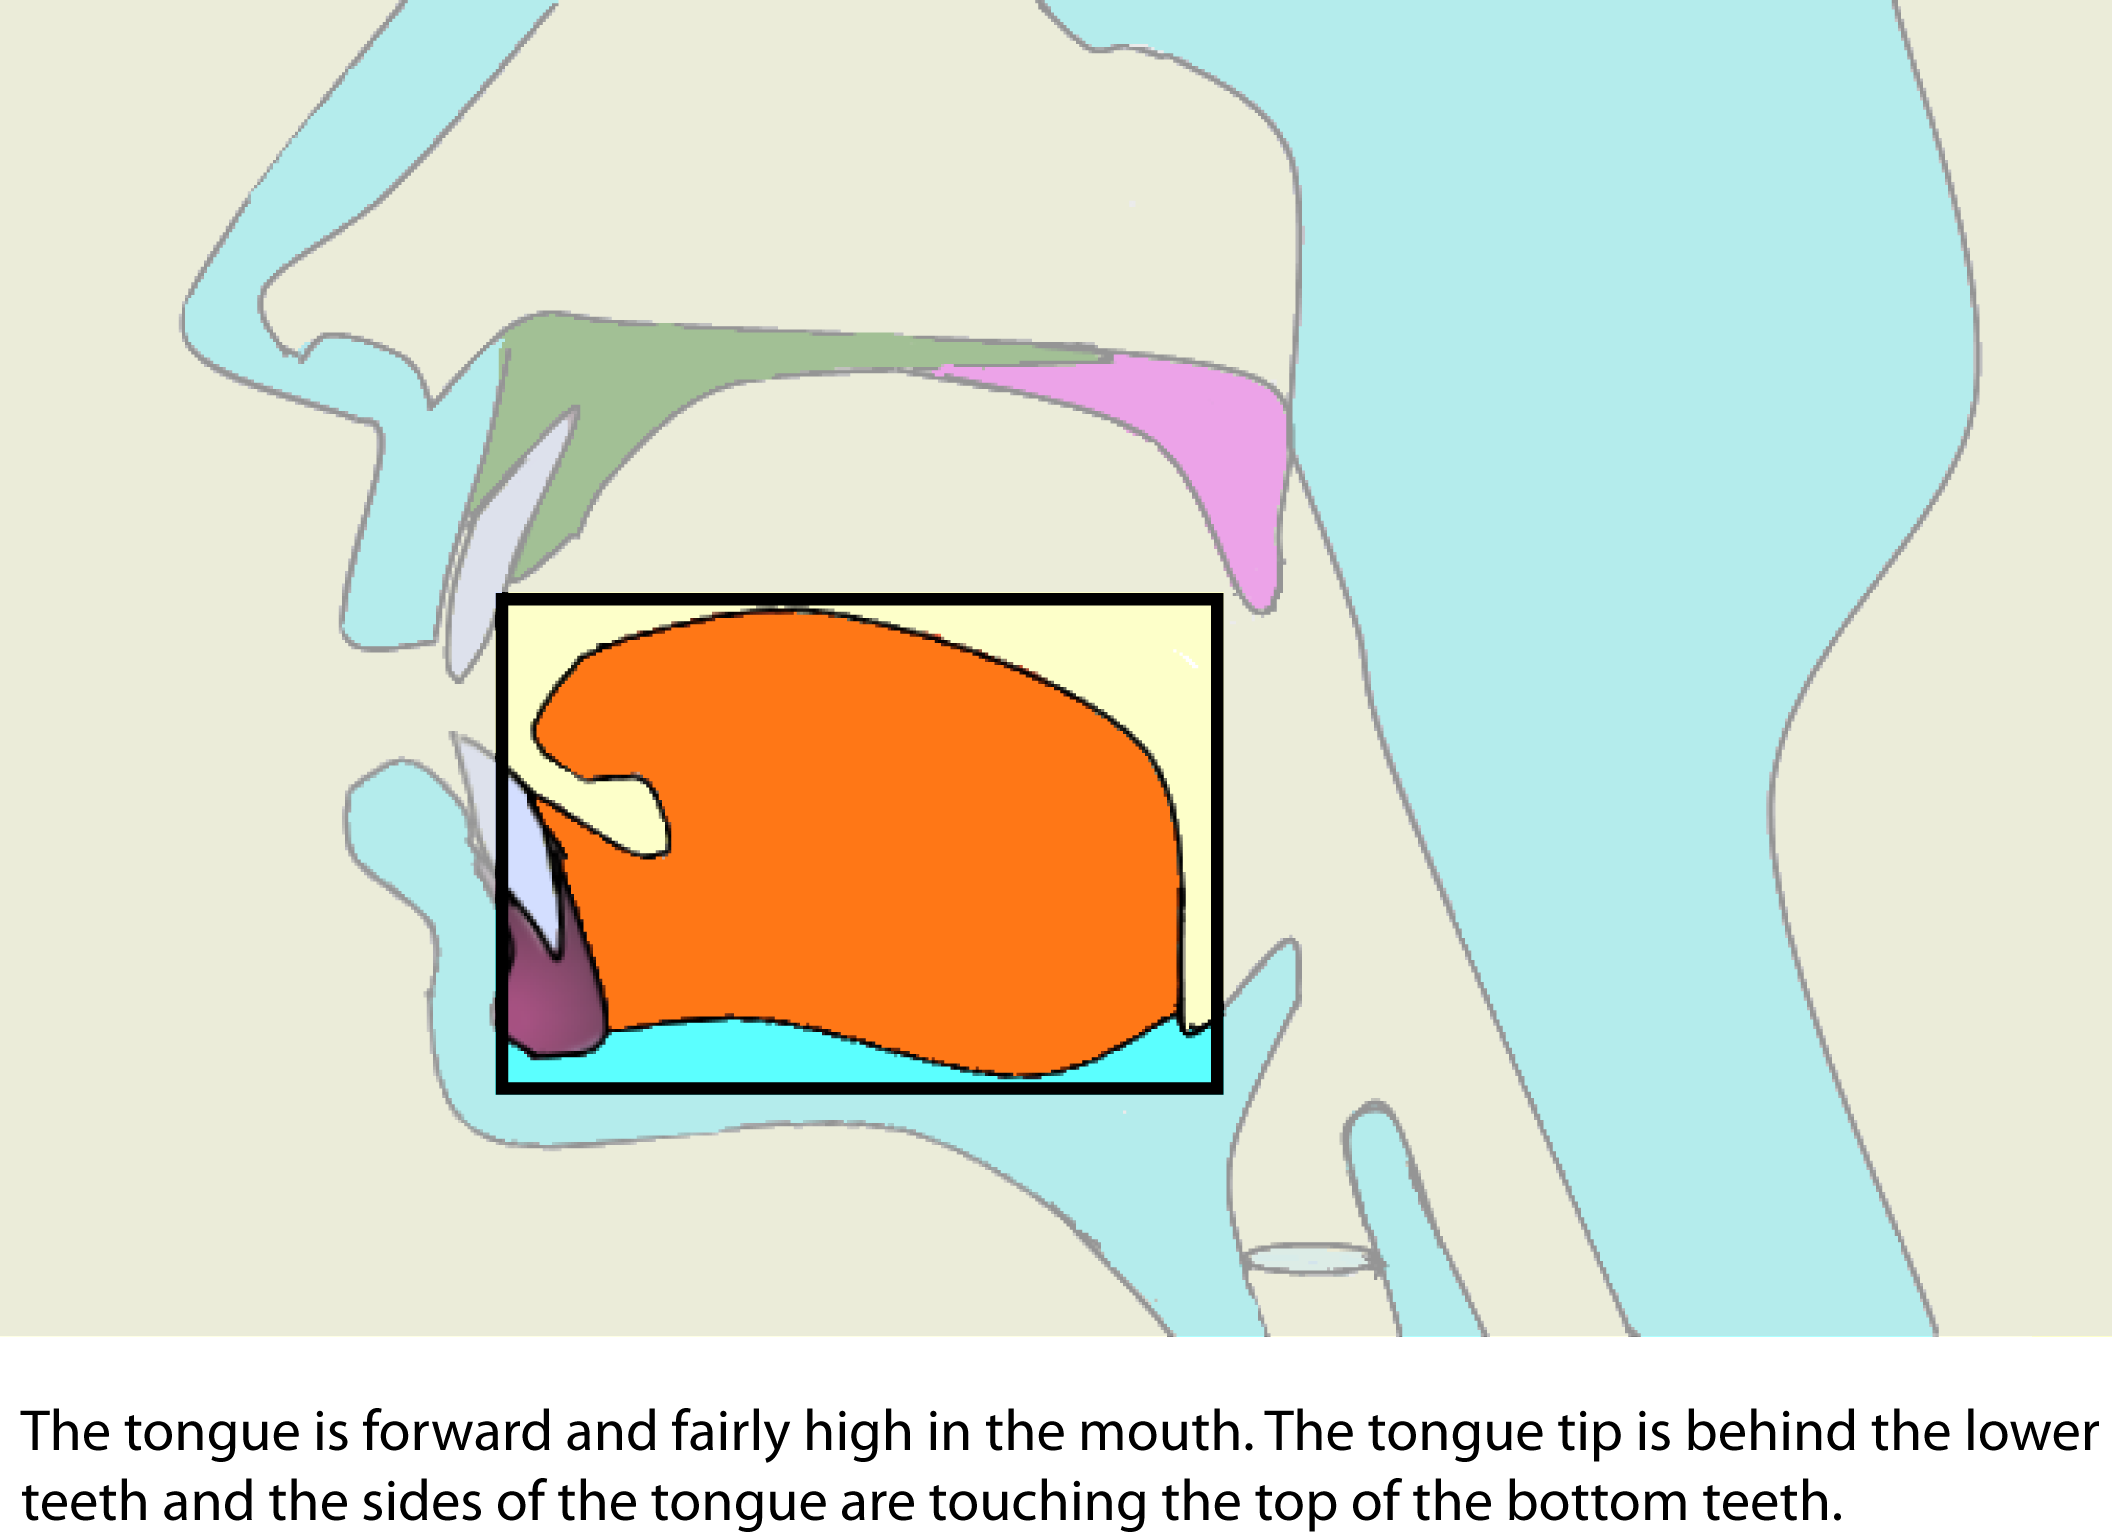 The tongue is forward and fairly high in the mouth. The tongue tip is behind the lower
teeth and the sides of the tongue are touching the top of the bottom teeth.